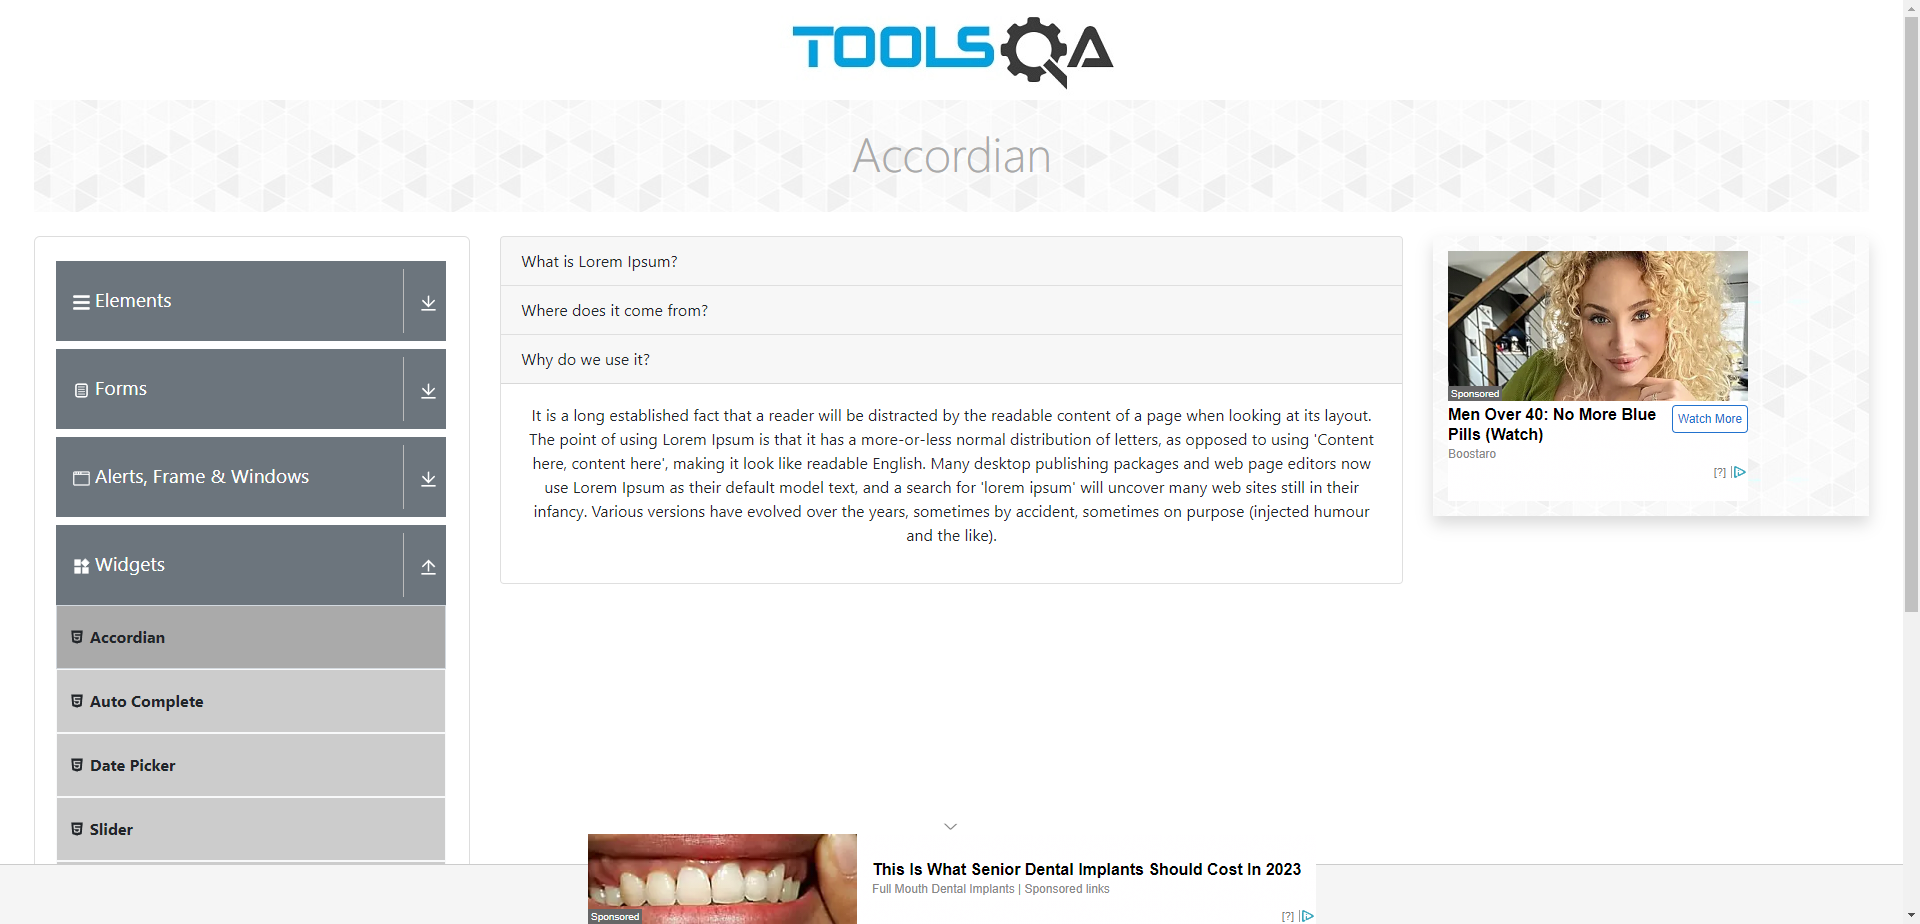 TOOLSQA
Accordian
Elements
Forms
Alerts, Frame & Windows
Widgets
Accordian
Auto Complete
Date Picker
Slider
What is Lorem Ipsum?
Where does it come from?
Why do we use it?
It is a long established fact that a reader will be distracted by the readable content of a page when looking at its layout.
The point of using Lorem Ipsum is that it has a more-or-less normal distribution of letters, as opposed to using 'Content
here, content here', making it look like readable English. Many desktop publishing packages and web page editors now
use Lorem Ipsum as their default model text, and a search for 'lorem ipsum' will uncover many web sites still in their
infancy. Various versions have evolved over the years, sometimes by accident, sometimes on purpose (injected humour
and the like).
Sponsored
Men Over 40: No More Blue
Pills (Watch)
Watch More
Boostaro
[?]
This Is What Senior Dental Implants Should Cost In 2023
Full Mouth Dental Implants | Sponsored links
Sponsored
[?]